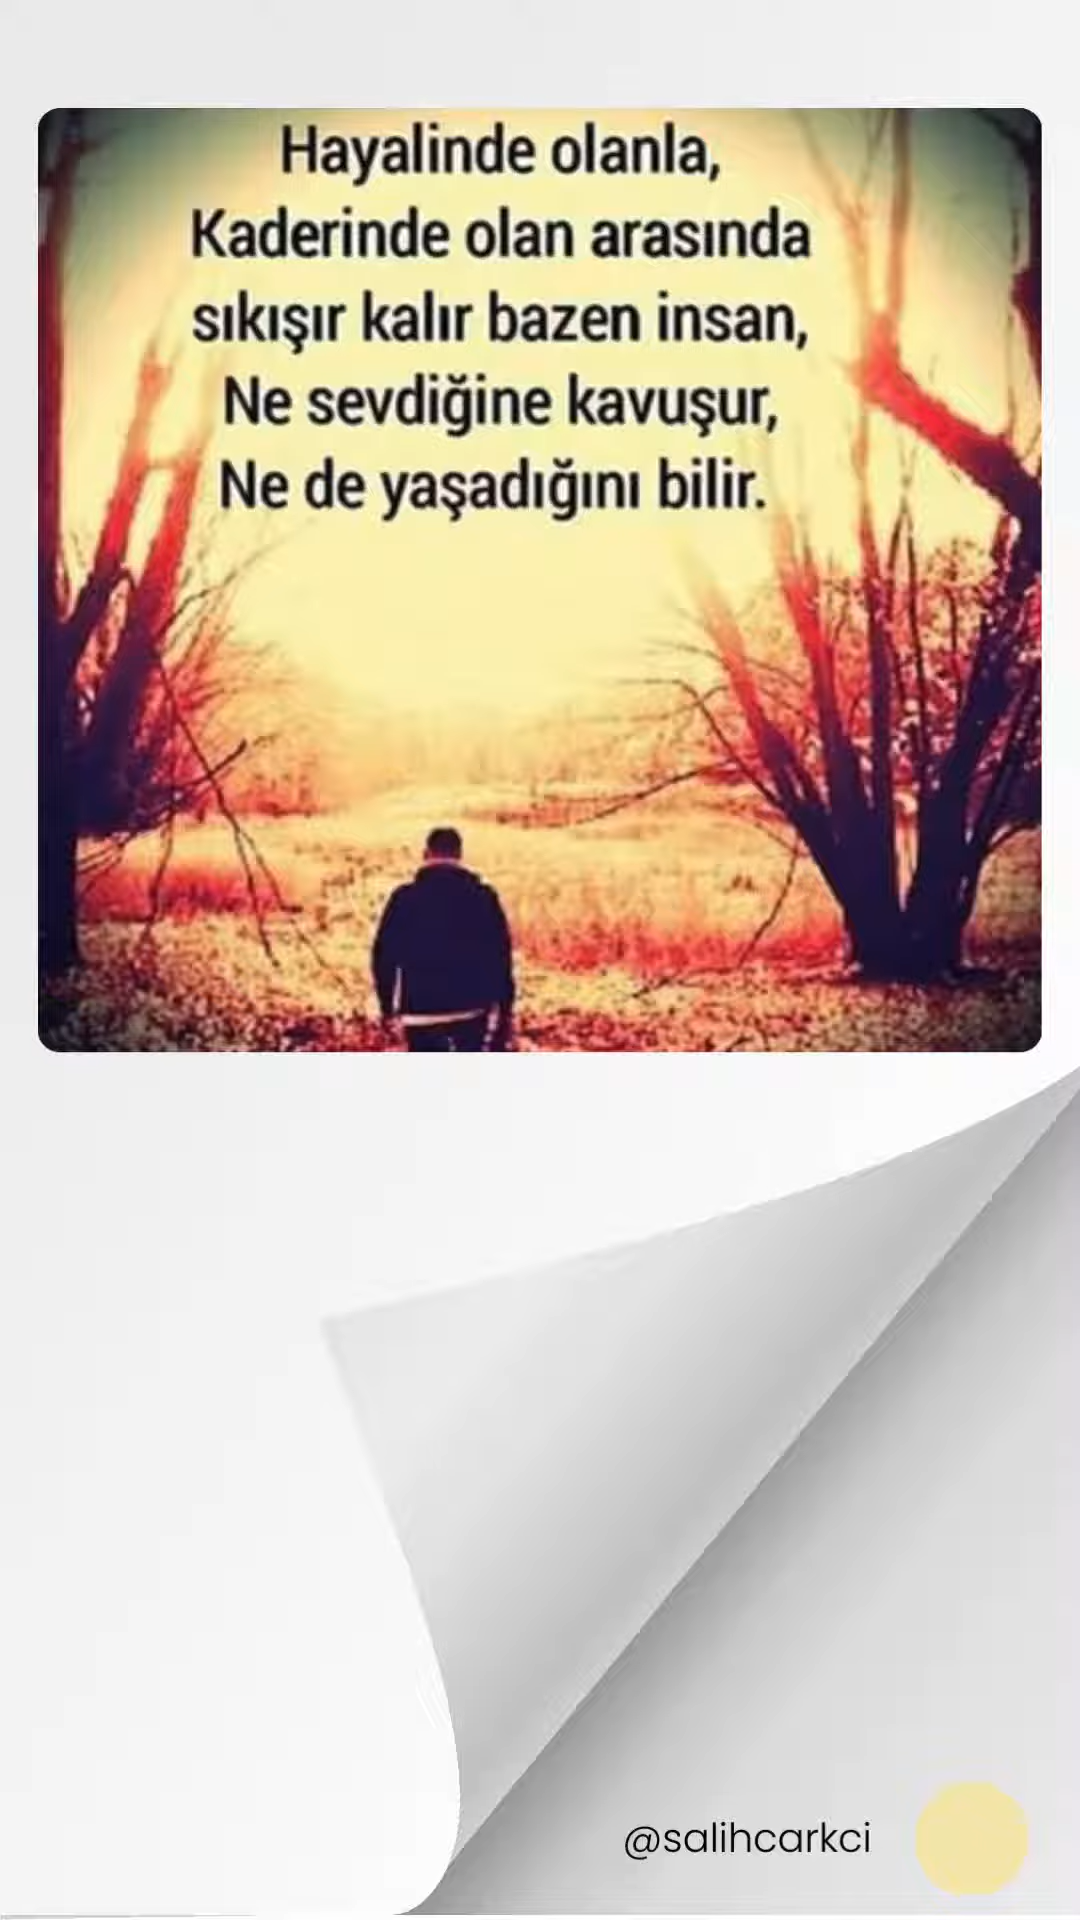 Hayalinde olanla,
Kaderinde olan arasında
sıkışır kalır bazen insan,
Ne sevdiğine kavuşur,
Ne de yaşadığını bilir.
@salihcarkci